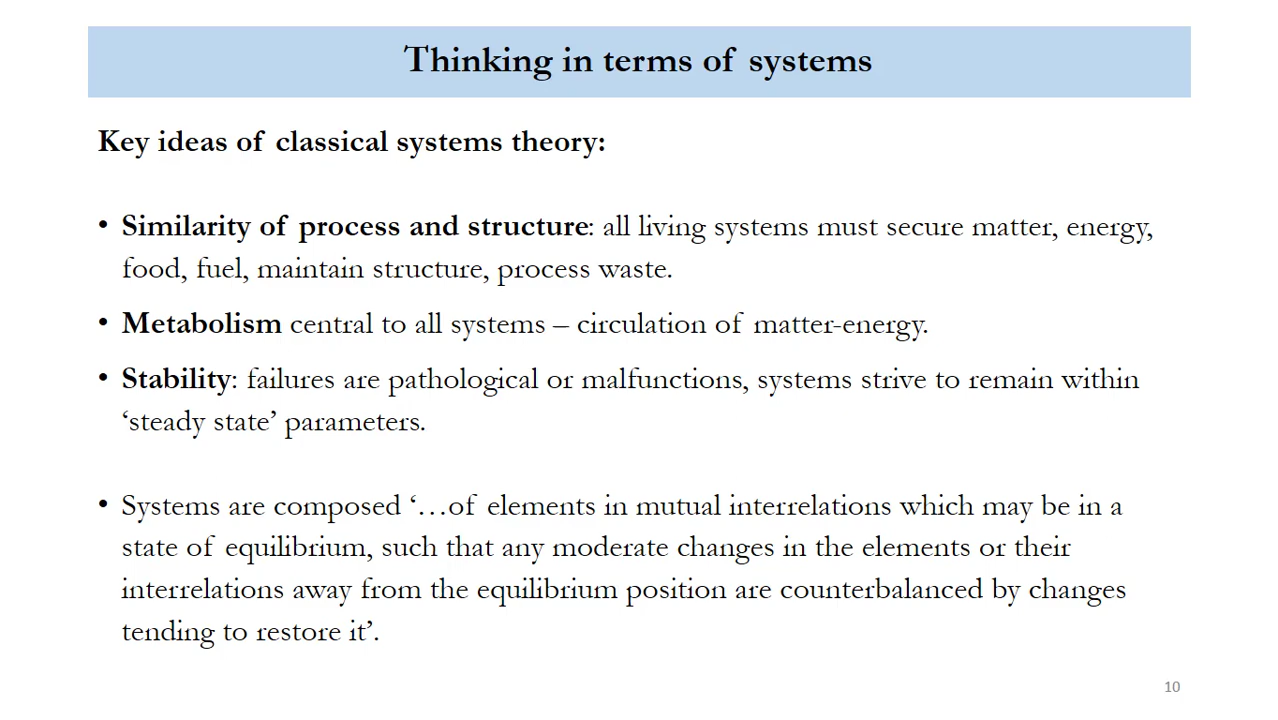 Thinking in terms of systems
Key ideas of classical systems theory:
• Similarity of process and structure: all living systems must secure matter, energy,
food, fuel, maintain structure, process waste.
• Metabolism central to all systems – circulation of matter-energy.
• Stability: failures are pathological or malfunctions, systems strive to remain within
‘steady state’ parameters.
• Systems are composed ‘…of elements in mutual interrelations which may be in a
state of equilibrium, such that any moderate changes in the elements or their
interrelations away from the equilibrium position are counterbalanced by changes
tending to restore it’.
10